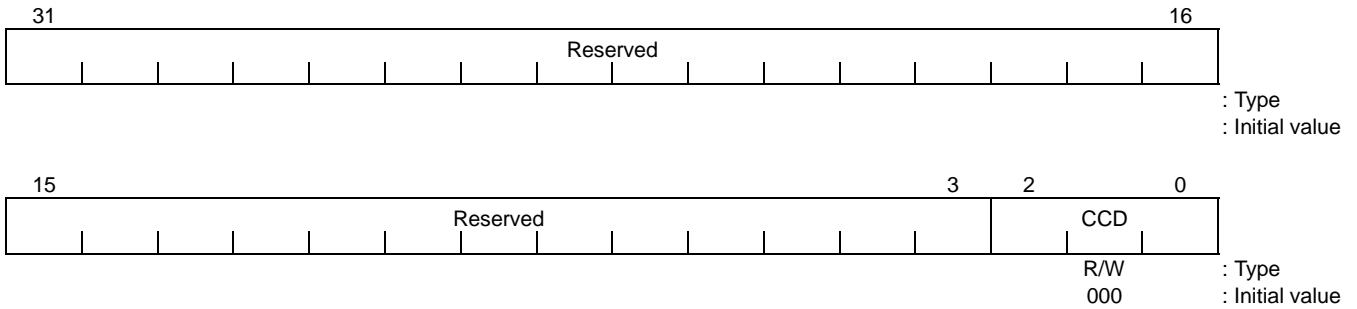 31 16
Reserved
: Type
: Initial value
15 3 2 0
Reserved CCD
R/W : Type
000 : Initial value